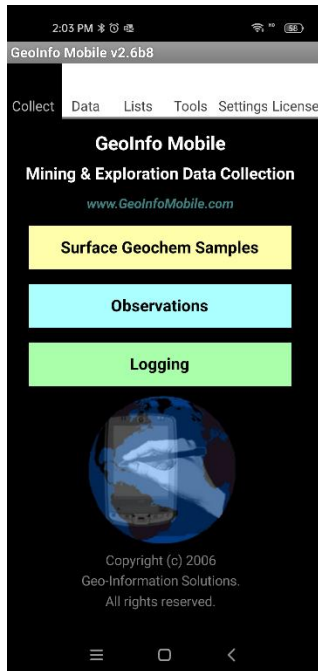 2:03 PM
58
GeoInfo Mobile v2.6b8
Collect Data Lists Tools Settings License
GeoInfo Mobile
Mining & Exploration Data Collection
www.GeoInfoMobile.com
Surface Geochem Samples
Observations
Logging
Copyright (c) 2006
Geo-Information Solutions.
All rights reserved.